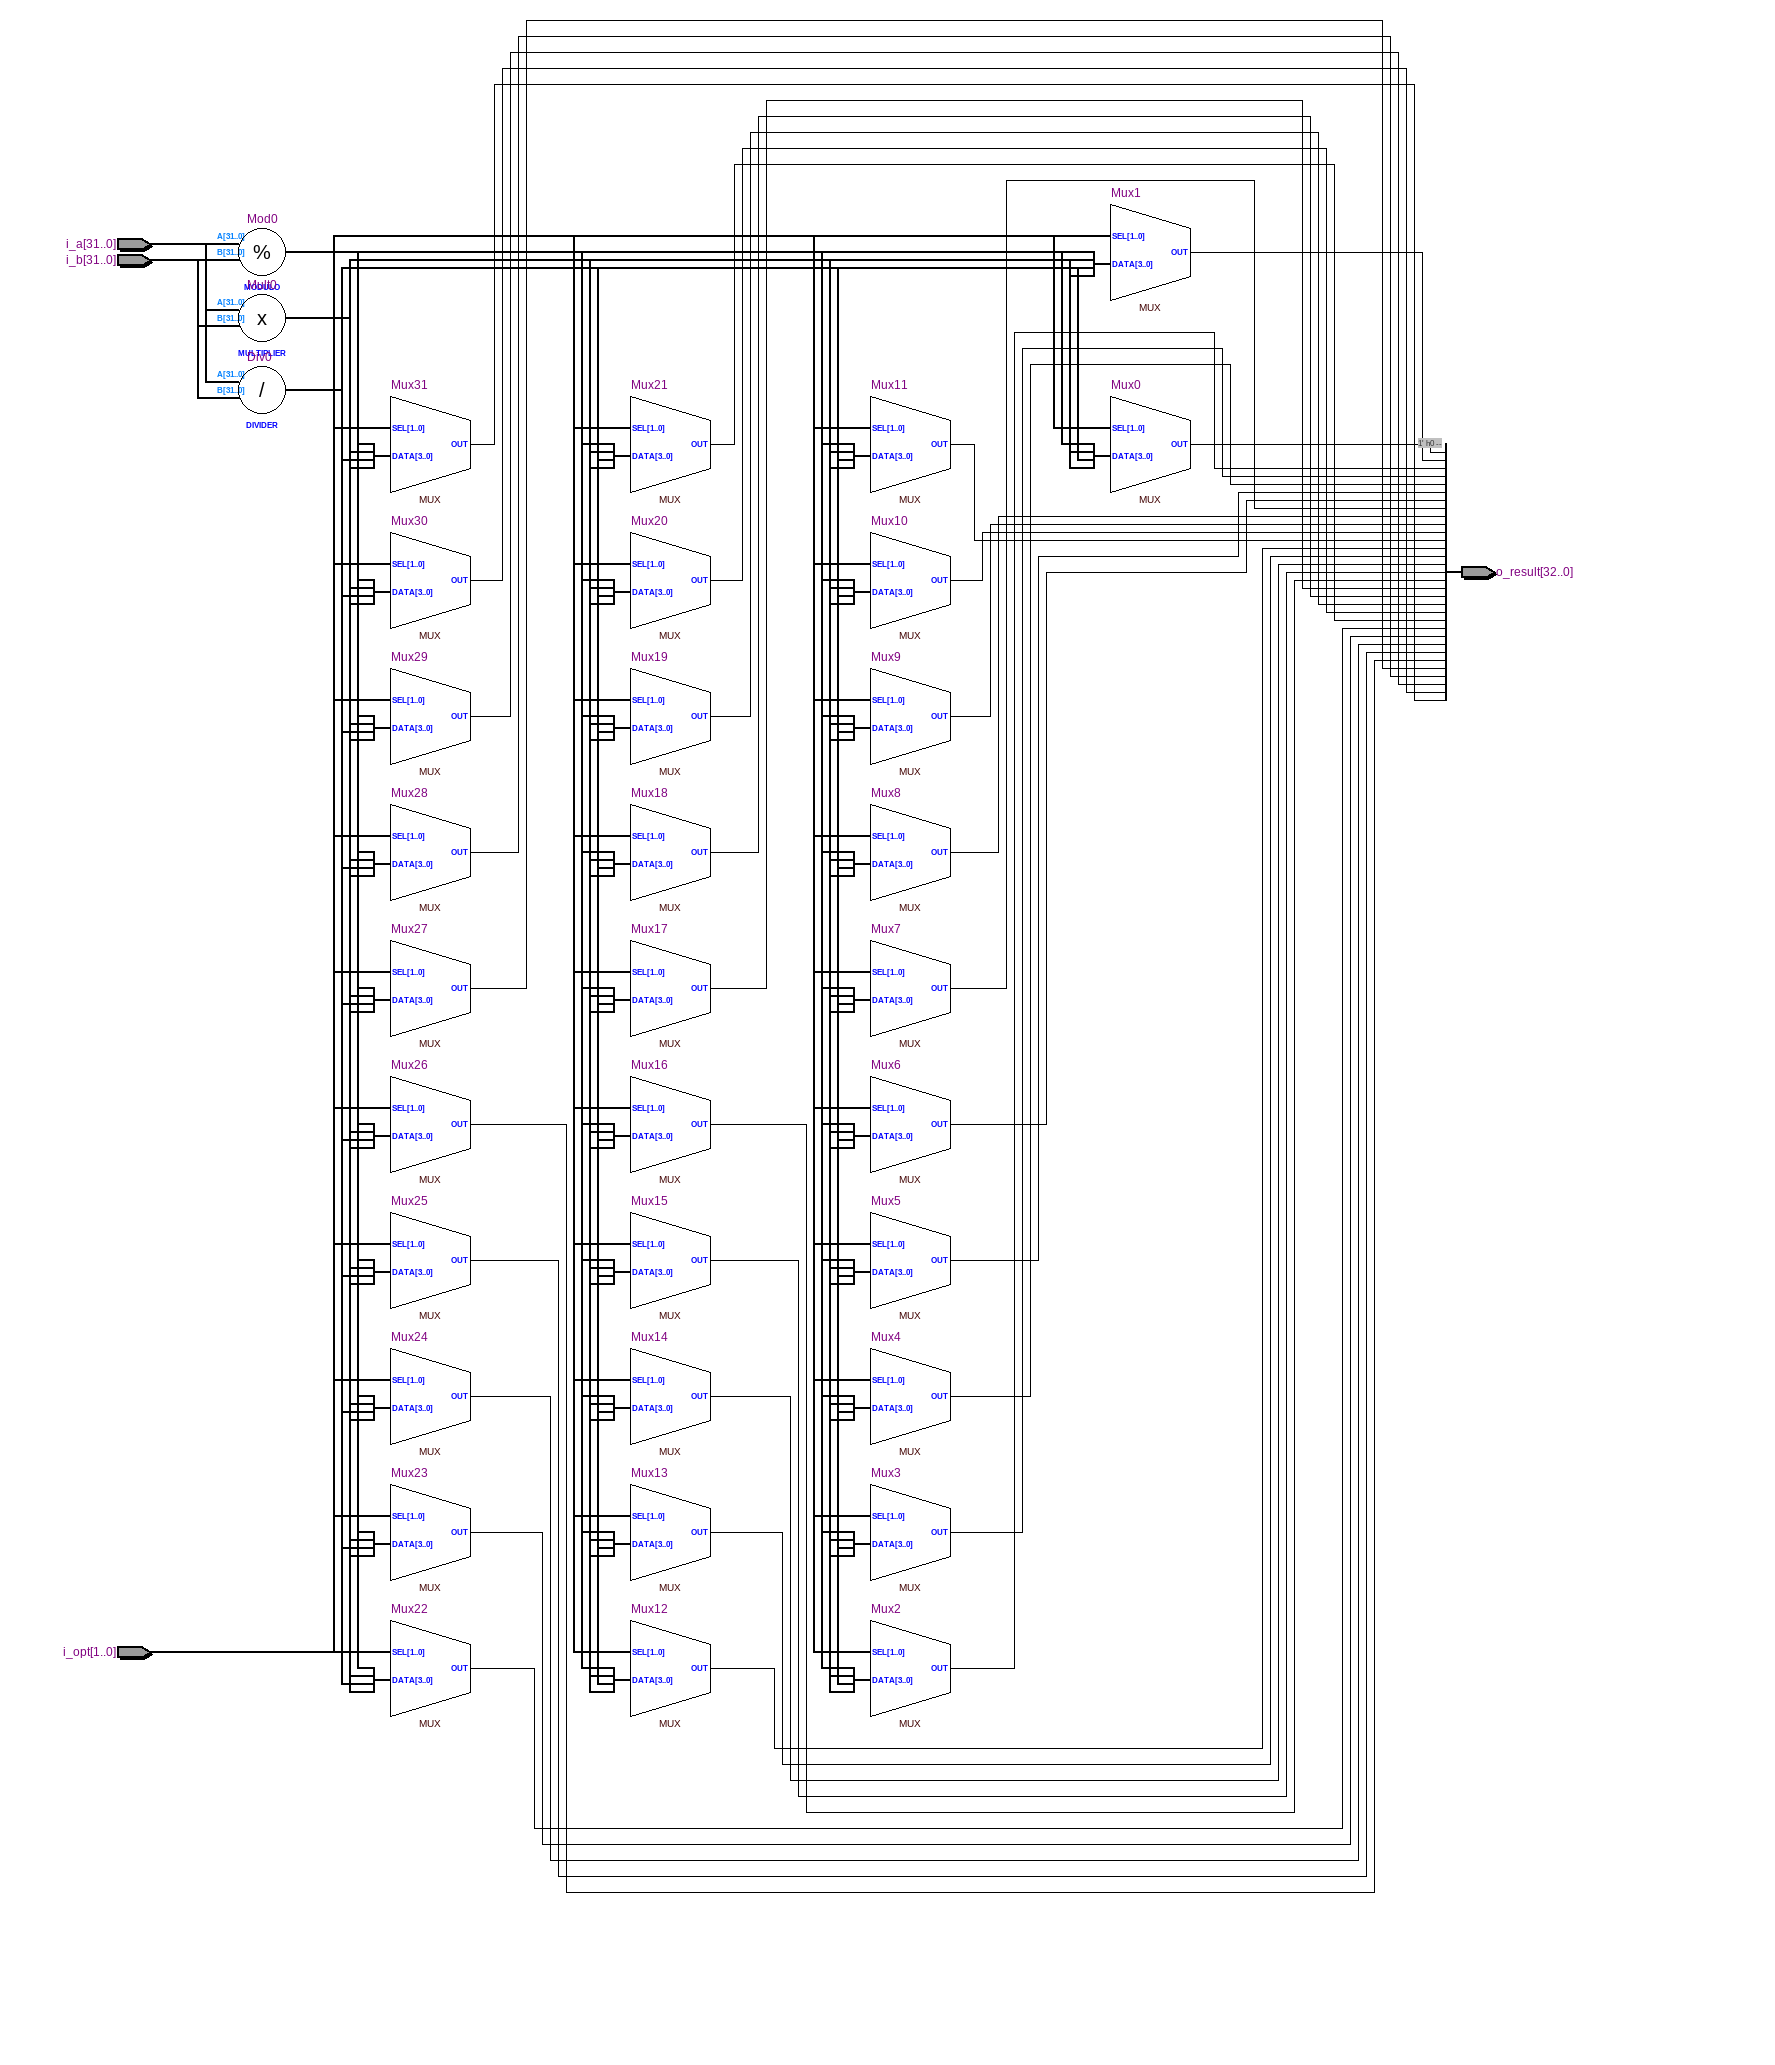 Mux1
Mod0
i_a[31..0]
A[31..0]
SEL[1..0]
i_b[31..0]
B[31..0]
%
OUT
DATA[3..0]
MODULO
Mult0
A[31..0]
B[31..0]
x
MUX
MULTIPLIER
Div0
A[31..0]
B[31..0]
/
DIVIDER
Mux31
Mux21
Mux11
Mux0
SEL[1..0]
SEL[1..0]
SEL[1..0]
SEL[1..0]
OUT
OUT
OUT
OUT
1' h0 --
DATA[3..0]
DATA[3..0]
DATA[3..0]
DATA[3..0]
MUX
MUX
MUX
MUX
Mux30
Mux20
Mux10
SEL[1..0]
SEL[1..0]
SEL[1..0]
o_result[32..0]
OUT
OUT
OUT
DATA[3..0]
DATA[3..0]
DATA[3..0]
MUX
MUX
MUX
Mux29
Mux19
Mux9
SEL[1..0]
SEL[1..0]
SEL[1..0]
OUT
OUT
OUT
DATA[3..0]
DATA[3..0]
DATA[3..0]
MUX
MUX
MUX
Mux28
Mux18
Mux8
SEL[1..0]
SEL[1..0]
SEL[1..0]
OUT
OUT
OUT
DATA[3..0]
DATA[3..0]
DATA[3..0]
MUX
MUX
MUX
Mux27
Mux17
Mux7
SEL[1..0]
SEL[1..0]
SEL[1..0]
OUT
OUT
OUT
DATA[3..0]
DATA[3..0]
DATA[3..0]
MUX
MUX
MUX
Mux26
Mux16
Mux6
SEL[1..0]
SEL[1..0]
SEL[1..0]
OUT
OUT
OUT
DATA[3..0]
DATA[3..0]
DATA[3..0]
MUX
MUX
MUX
Mux25
Mux15
Mux5
SEL[1..0]
SEL[1..0]
SEL[1..0]
OUT
OUT
OUT
DATA[3..0]
DATA[3..0]
DATA[3..0]
MUX
MUX
MUX
Mux24
Mux14
Mux4
SEL[1..0]
SEL[1..0]
SEL[1..0]
OUT
OUT
OUT
DATA[3..0]
DATA[3..0]
DATA[3..0]
MUX
MUX
MUX
Mux23
Mux13
Mux3
SEL[1..0]
SEL[1..0]
SEL[1..0]
OUT
OUT
OUT
DATA[3..0]
DATA[3..0]
DATA[3..0]
MUX
MUX
MUX
Mux22
Mux12
Mux2
i_opt[1..0]
SEL[1..0]
SEL[1..0]
SEL[1..0]
OUT
OUT
OUT
DATA[3..0]
DATA[3..0]
DATA[3..0]
MUX
MUX
MUX